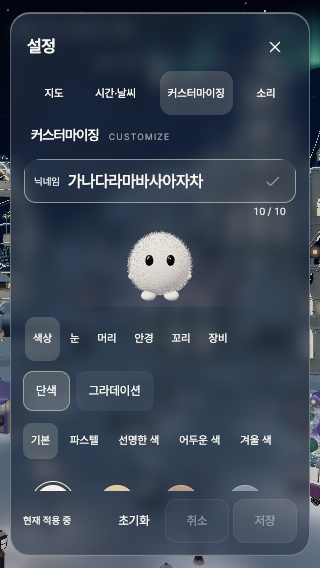 설정
지도 시간·날씨 커스터마이징 소리
커스터마이징 CUSTOMIZE
닉네임 가나다라마바사아자차
10 / 10
색상 눈 머리 안경 꼬리 장비
단색 그라데이션
기본 파스텔 선명한 색 어두운 색 겨울 색
현재 적용 중 초기화 취소 저장